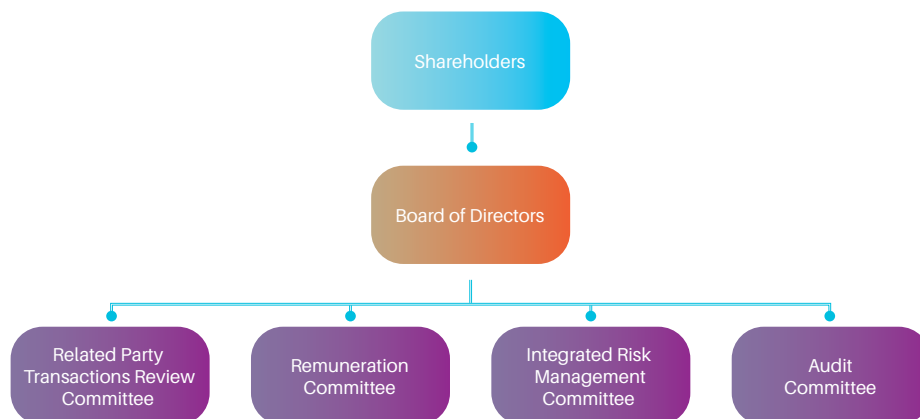 Shareholders
Board of Directors
Related Party
Transactions Review
Committee
Remuneration
Committee
Integrated Risk
Management
Committee
Audit
Committee